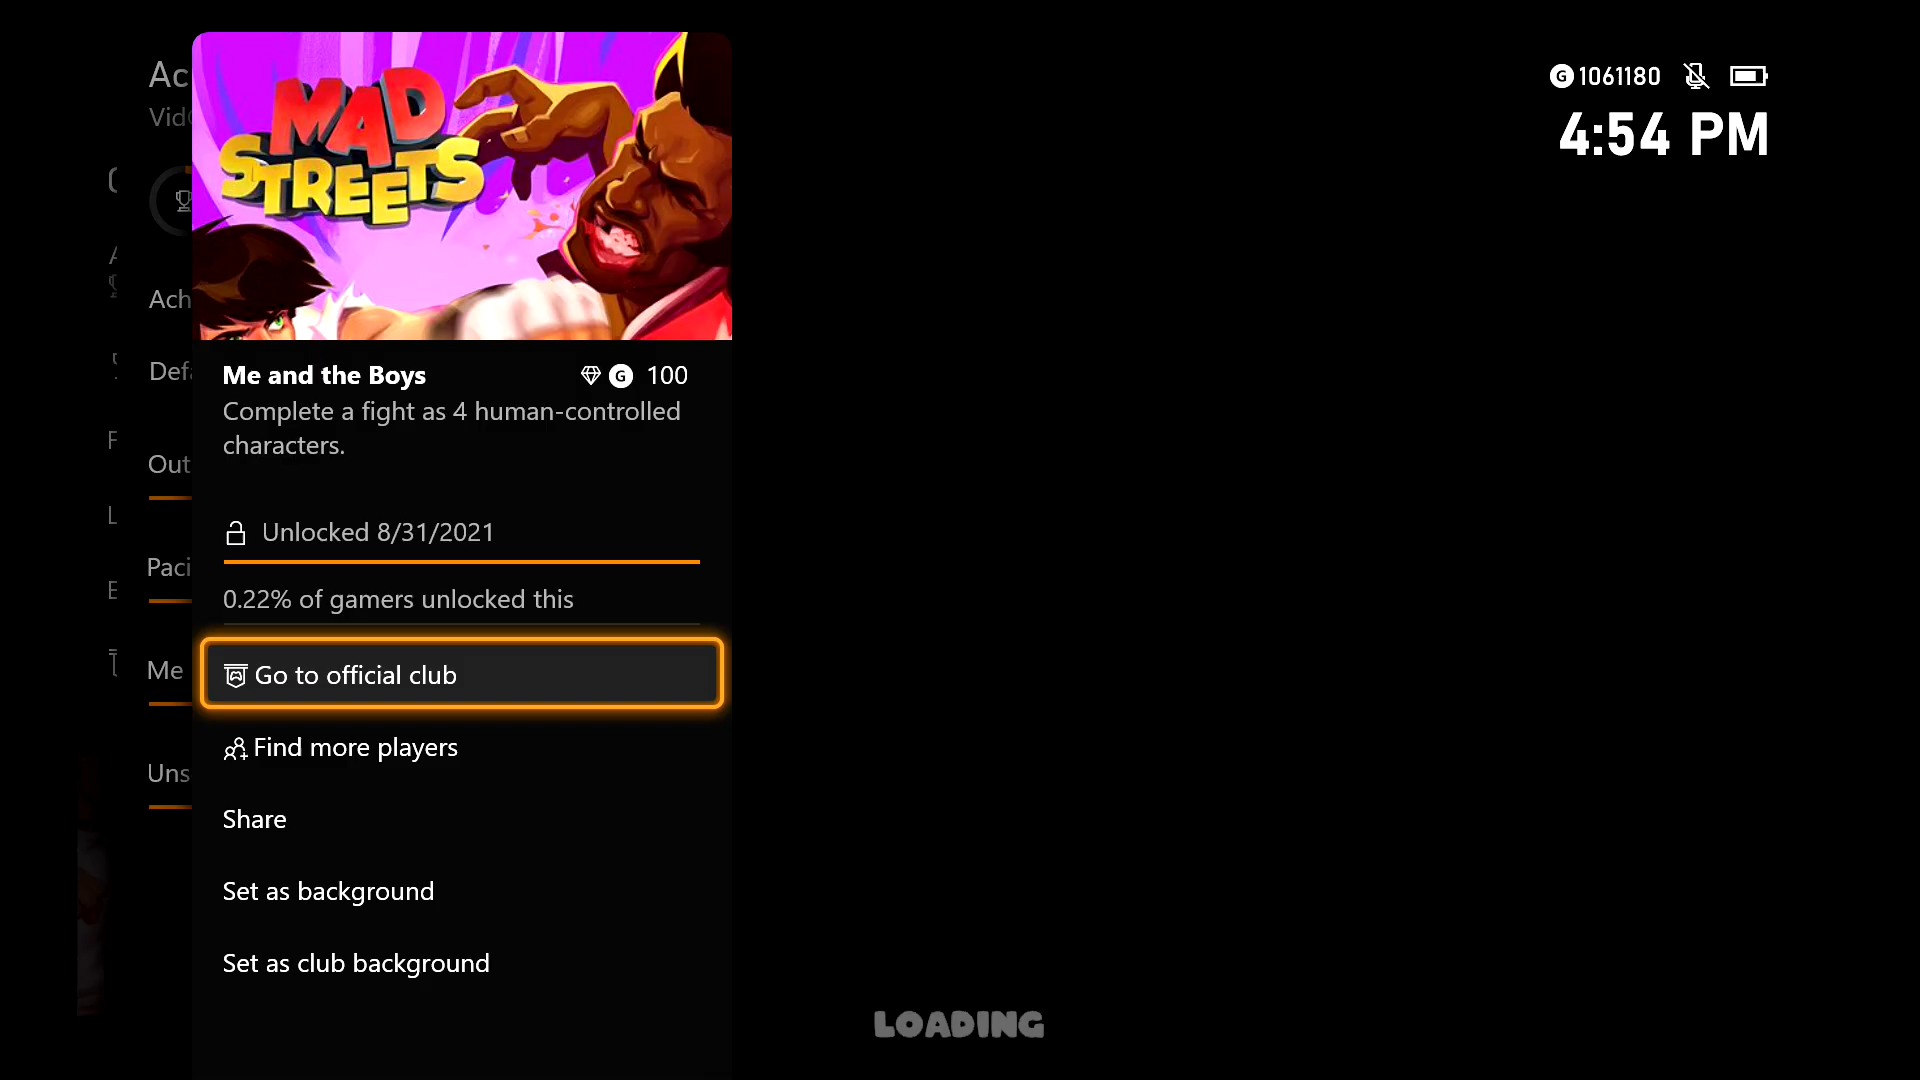 Ac
Vid
G 1061180
4:54 PM
MAD
STREETS
Ach
Def
Out
Paci
Me
Uns
F
L
E
Me and the Boys
G 100
Complete a fight as 4 human-controlled
characters.
Unlocked 8/31/2021
0.22% of gamers unlocked this
Go to official club
Find more players
Share
Set as background
Set as club background
LOADING